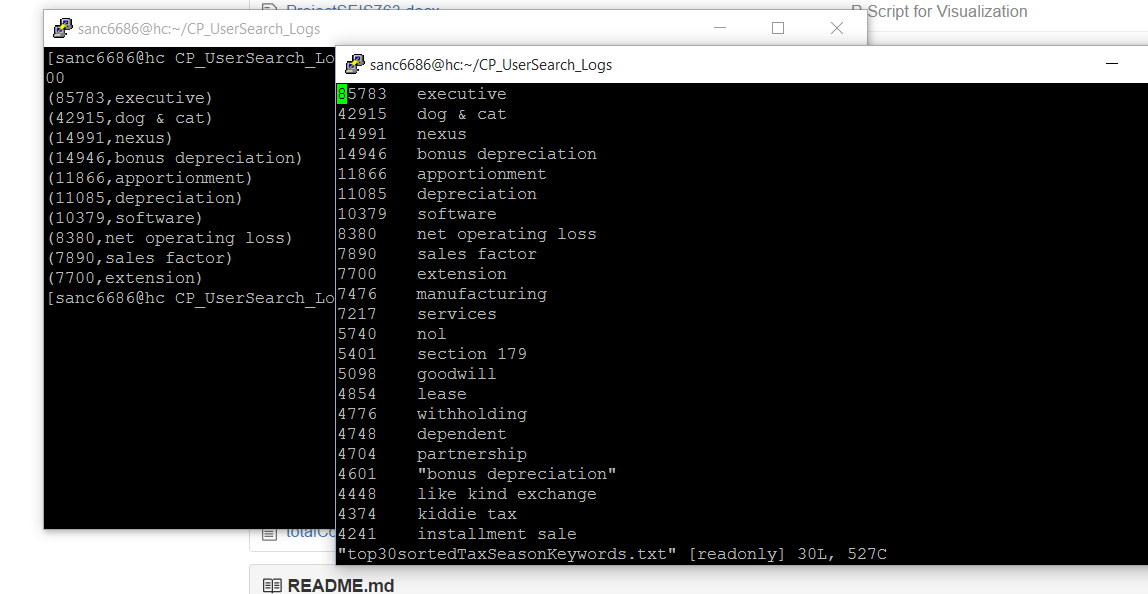 ProjectSEIS763.docx
R Script for Visualization
sanc6686@hc:~/CP_UserSearch_Logs
[sanc6686@hc CP_UserSearch_Lo
00
(85783,executive)
(42915,dog & cat)
(14991,nexus)
(14946,bonus depreciation)
(11866,apportionment)
(11085,depreciation)
(10379,software)
(8380,net operating loss)
(7890,sales factor)
(7700,extension)
[sanc6686@hc CP_UserSearch_Lo
sanc6686@hc:~/CP_UserSearch_Logs
85783 executive
42915 dog & cat
14991 nexus
14946 bonus depreciation
11866 apportionment
11085 depreciation
10379 software
8380 net operating loss
7890 sales factor
7700 extension
7476 manufacturing
7217 services
5740 nol
5401 section 179
5098 goodwill
4854 lease
4776 withholding
4748 dependent
4704 partnership
4601 "bonus depreciation"
4448 like kind exchange
4374 kiddie tax
4241 installment sale
"top30sortedTaxSeasonKeywords.txt" [readonly] 30L, 527C
totalCo
README.md